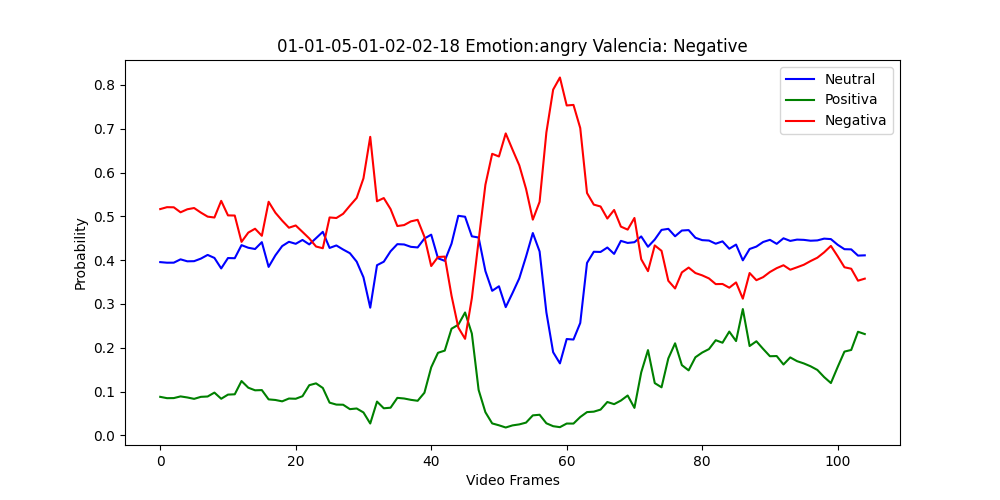 01-01-05-01-02-02-18 Emotion:angry Valencia: Negative
Neutral
Positiva
Negativa
Probability
0.8
0.7
0.6
0.5
0.4
0.3
0.2
0.1
0.0
0 20 40 60 80 100
Video Frames